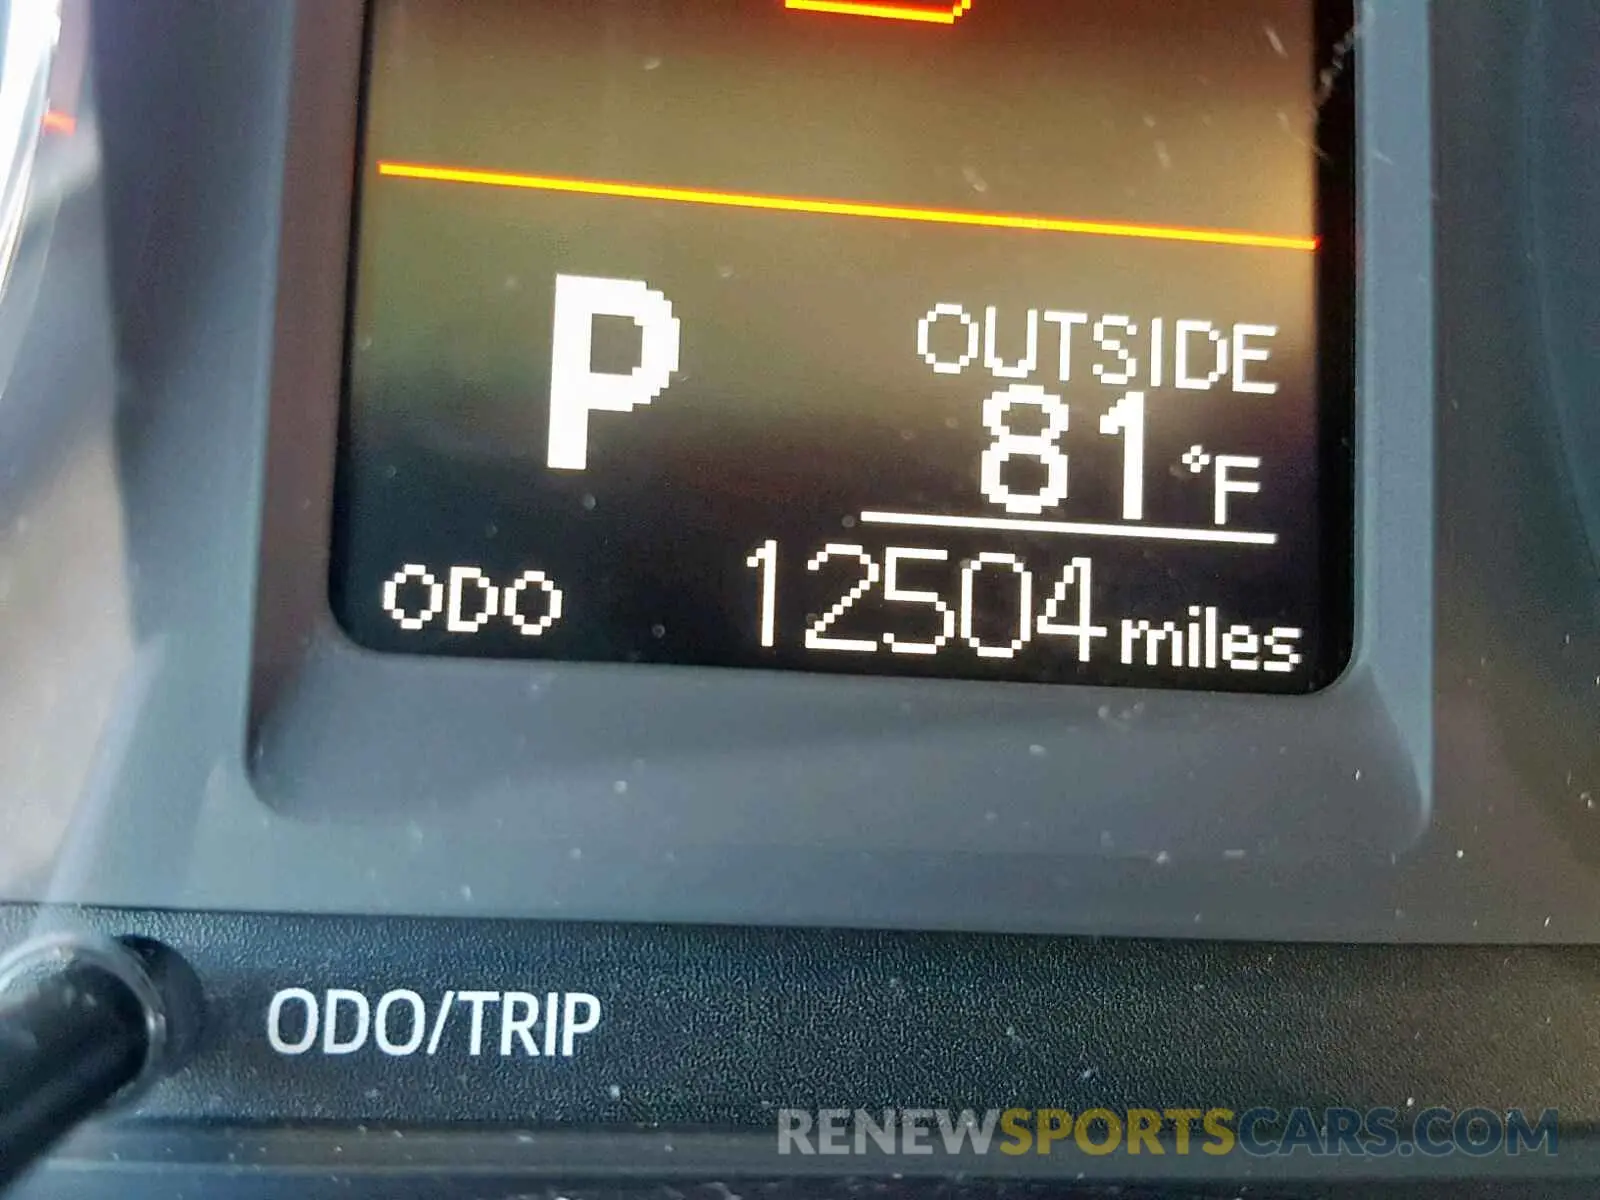 P
OUTSIDE
81°F
ODO 12504 miles
ODO/TRIP
RENEWSPORTSCARS.COM